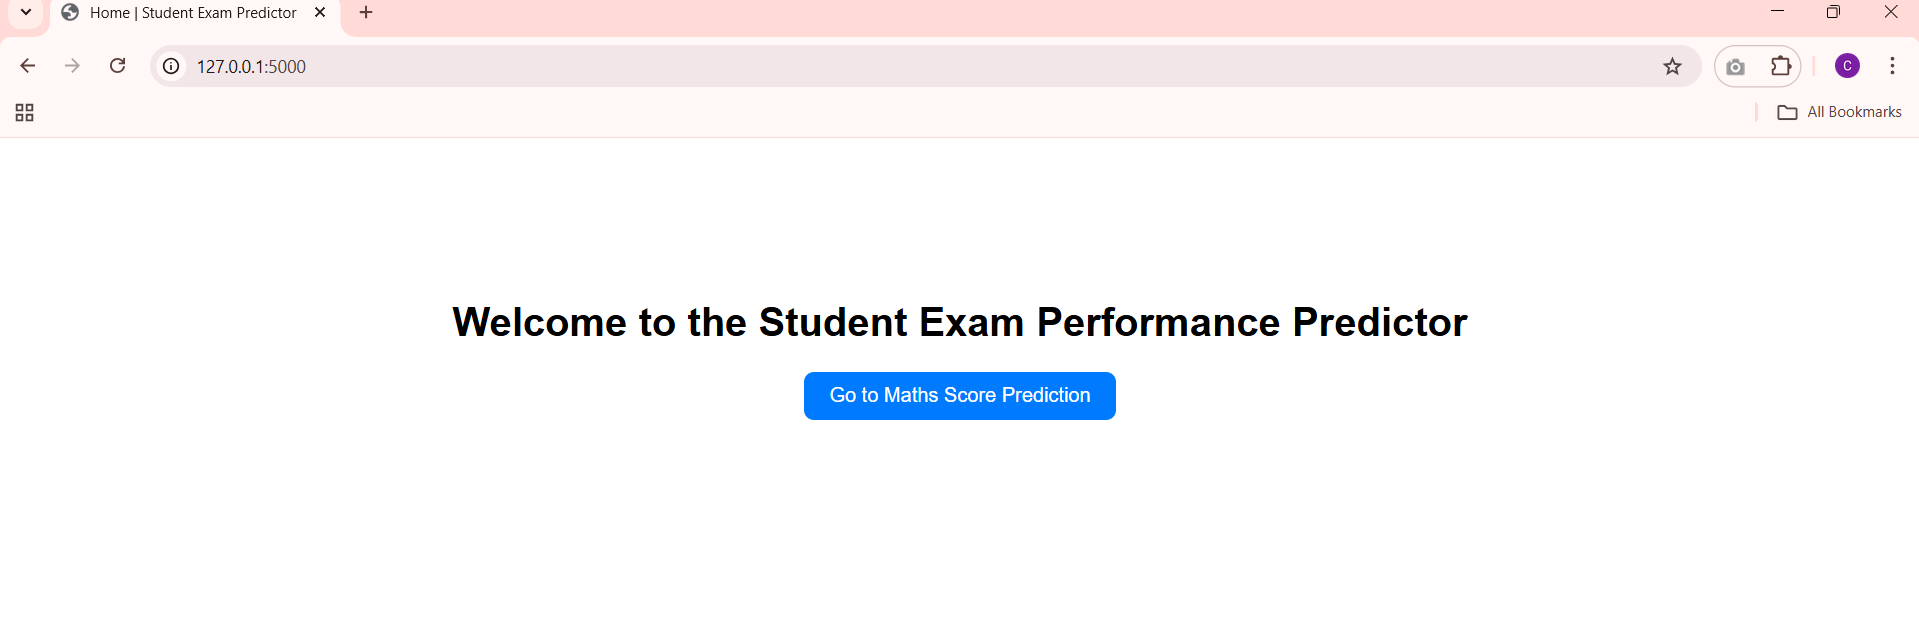 Home | Student Exam Predictor
127.0.0.1:5000
C
All Bookmarks
Welcome to the Student Exam Performance Predictor
Go to Maths Score Prediction